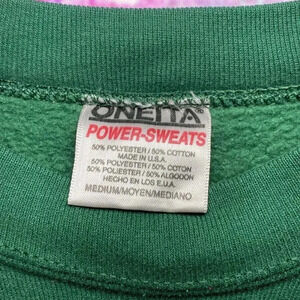 ONEITA®
POWER-SWEATS
50% POLYESTER / 50% COTTON
MADE IN U.S.A.
50% POLYESTER / 50% COTON
50% POLYESTER / 50% ALGODON
HECHO EN LOS E.U.A.
MEDIUM/MOYEN/MEDIANO